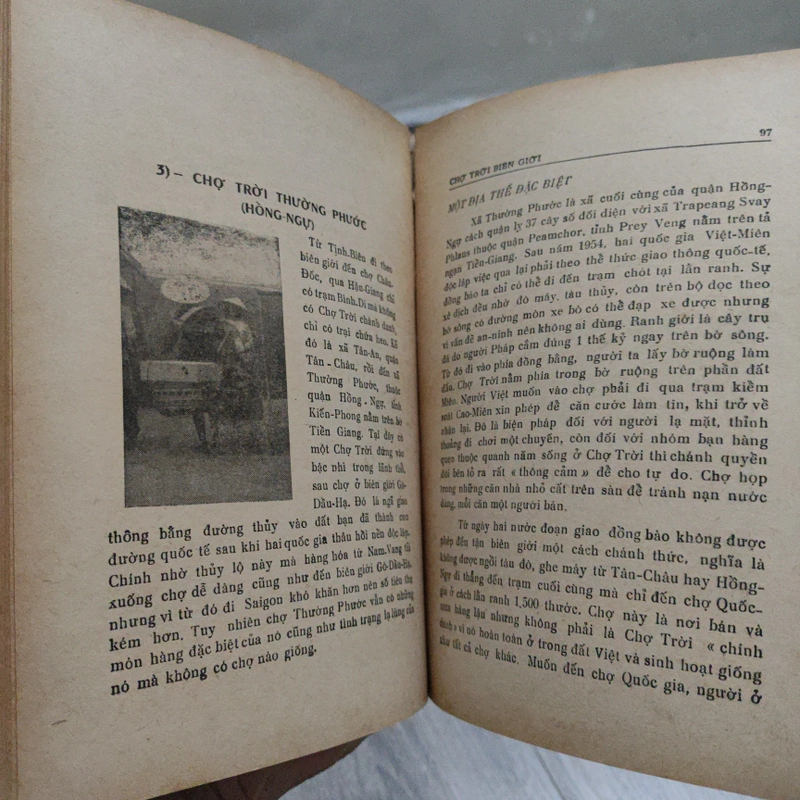 3) — CHỢ TRỜI THƯỜNG PHƯỚC
(HỒNG-NGỰ)
Từ Tịnh-Biên đi theo
biên giới đến chợ Châu-
Đốc, qua Hậu-Giang chỉ
có trạm Bình-Di mà không
có Chợ Trời chánh danh,
chỉ có trại chứa heo. Kế
đó là xã Tân-An, quận
Tân-Châu, rồi đến xã
Thường Phước, thuộc
quận Hồng-Ngự, tỉnh
Kiến-Phong nằm trên bờ
Tiền Giang. Tại đây có
một Chợ Trời đứng vào
bậc nhì trong lãnh thổ,
sau chợ ở biên giới Gò-
Dầu-Hạ. Đó là ngã giao
thông bằng đường thủy vào đất bạn đã thành con
đường quốc tế sau khi hai quốc gia thâu hồi nền độc lập.
Chính nhờ thủy lộ này mà hàng hóa từ Nam-Vang tải
xuống chợ dễ dàng cũng như đến biên giới Gò-Dầu-Hạ,
nhưng vì từ đó đi Saigon khó khăn hơn nên số tiêu thụ
kém hơn. Tuy nhiên chợ Thường Phước vẫn có những
món hàng đặc biệt của nó cũng như tình trạng lạ lùng của
nó mà không có chợ nào giống.
CHỢ TRỜI BIÊN GIỚI
97
MỘT ĐỊA THẾ ĐẶC BIỆT
Xã Thường Phước là xã cuối cùng của quận Hồng-
Ngự cách quận lỵ 37 cây số đối diện với xã Trapeang Svay
Phlaus thuộc quận Peamchor, tỉnh Prey Veng nằm trên tả
ngạn Tiền-Giang. Sau năm 1954, hai quốc gia Việt-Miên
độc lập việc qua lại phải theo thể thức giao thông quốc-tế,
đồng bào ta chỉ có thể đi đến trạm chót tại lằn ranh. Sự
xê dịch đều nhờ đò máy, tàu thủy, còn trên bộ dọc theo
bờ sông có đường mòn xe bò có thể đạp xe được nhưng
vì vấn đề an-ninh nên không ai dùng. Ranh giới là cây trụ
đá do người Pháp cắm đúng 1 thế kỷ ngay trên bờ sông.
Từ đó đi vào phía đồng bằng, người ta lấy bờ ruộng làm
dấu. Chợ Trời nằm phía trong bờ ruộng trên phần đất
Miên. Người Việt muốn vào chợ phải đi qua trạm kiểm
soát Cao-Miên xin phép để căn cước làm tin, khi trở về
nhận lại. Đó là biện pháp đối với người lạ mặt, thỉnh
thoảng đi chơi một chuyến, còn đối với nhóm bạn hàng
quen thuộc quanh năm sống ở Chợ Trời thì chánh quyền
đôi bên lỏ ra rất « thông cảm » để cho tự do. Chợ họp
trong những căn nhà nhỏ cất trên sàn để tránh nạn nước
dâng, mỗi căn một người bán.
Từ ngày hai nước đoạn giao đồng bào không được
phép đến tận biên giới một cách chánh thức, nghĩa là
không được ngồi tàu đò, ghe máy từ Tân-Châu hay Hồng-
Ngự đi thẳng đến trạm cuối cùng mà chỉ đến chợ Quốc-
gia ở cách lằn ranh 1.500 thước. Chợ này là nơi bán và
mua hàng lậu nhưng không phải là Chợ Trời « chính
danh » vì nó hoàn toàn ở trong đất Việt và sinh hoạt giống
như tất cả chợ khác. Muốn đến chợ Quốc gia, người ở